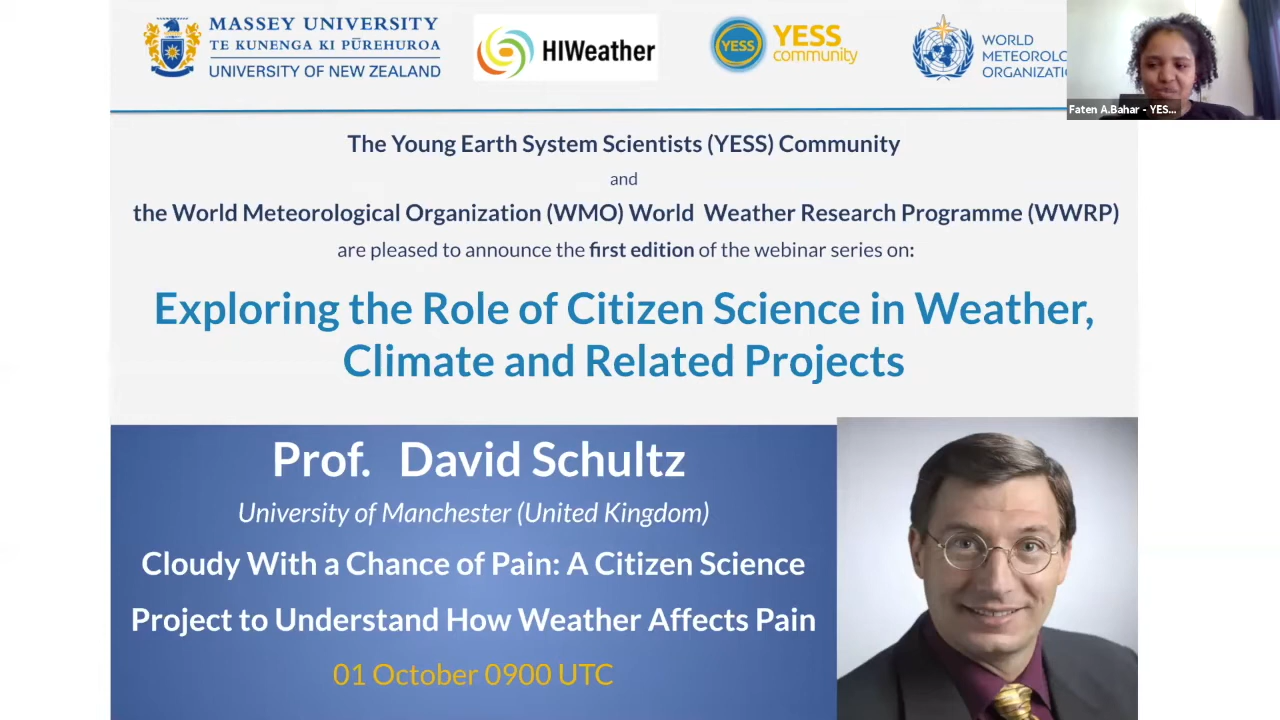 MASSEY UNIVERSITY
TE KUNENGA KI PŪREHUROA
UNIVERSITY OF NEW ZEALAND
HIWeather
YESS
YESS
community
WORLD
METEOROLO
ORGANIZATI
Faten A.Bahar - YES...
The Young Earth System Scientists (YESS) Community
and
the World Meteorological Organization (WMO) World Weather Research Programme (WWRP)
are pleased to announce the first edition of the webinar series on:
Exploring the Role of Citizen Science in Weather,
Climate and Related Projects
Prof. David Schultz
University of Manchester (United Kingdom)
Cloudy With a Chance of Pain: A Citizen Science
Project to Understand How Weather Affects Pain
01 October 0900 UTC